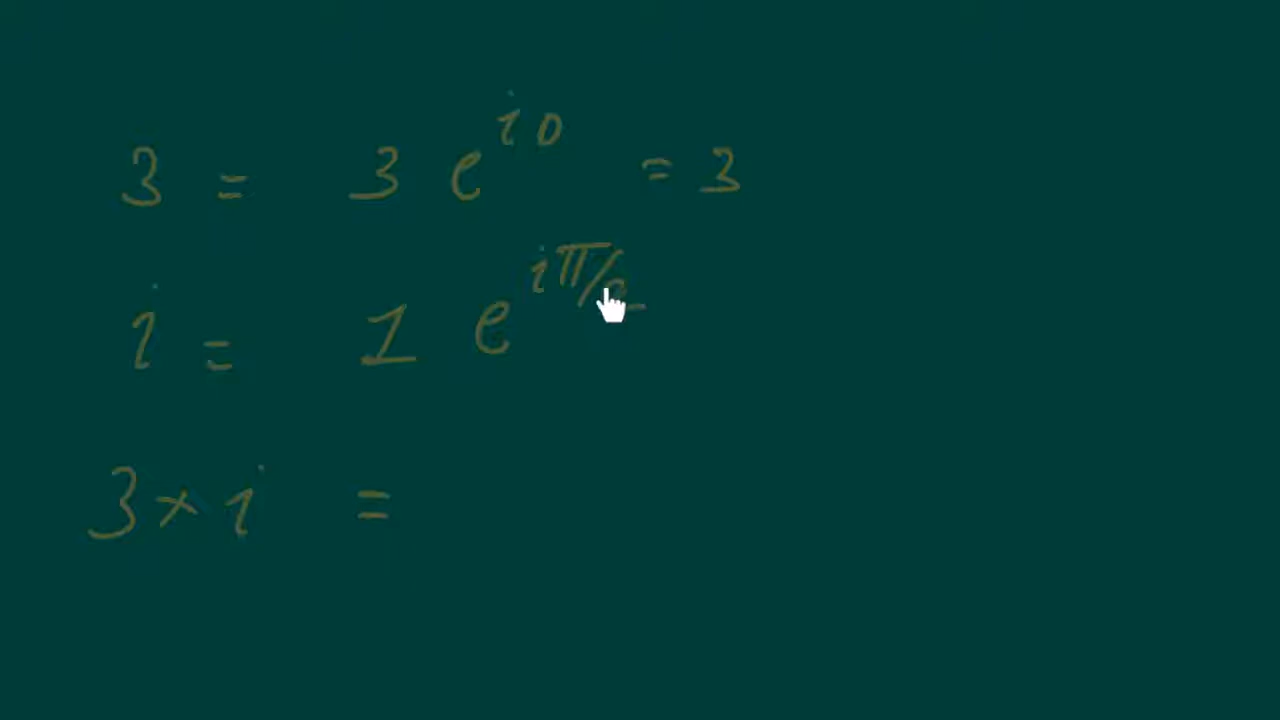 3 = 3 e^{i0} = 3
i = 1 e^{iπ/2}
3 × i =